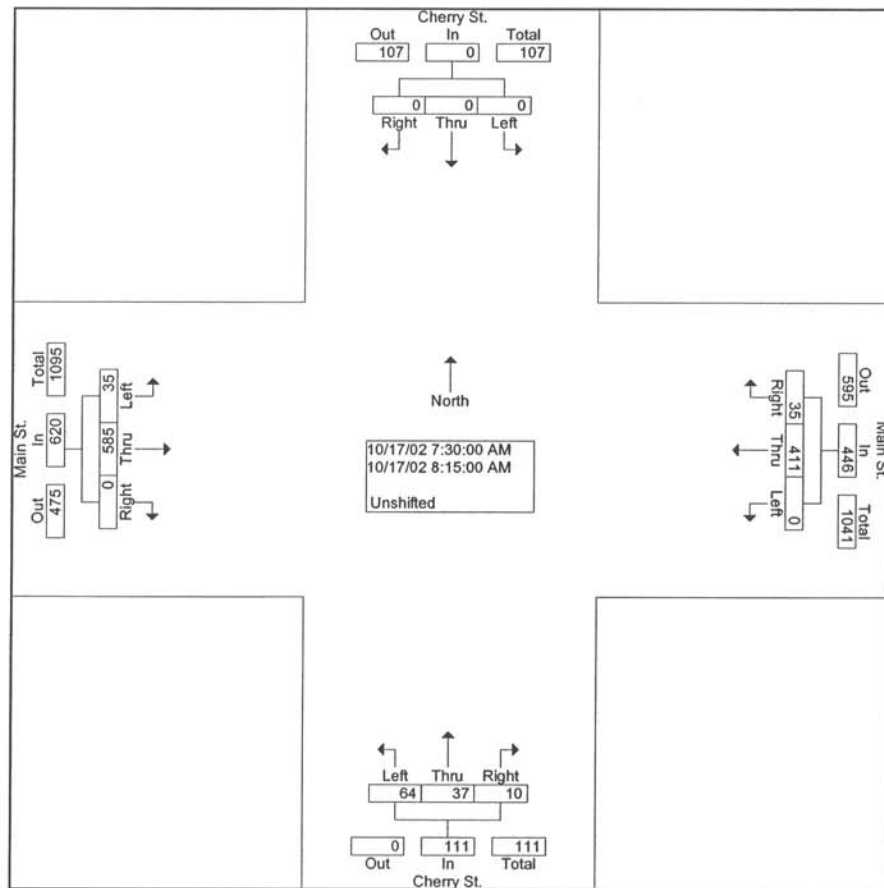 Cherry St.
Out In Total
107 0 107
0 0 0
Right Thru Left
Main St.
Total In Out
1095 620 475
35 585 0
Left Thru Right
North
10/17/02 7:30:00 AM
10/17/02 8:15:00 AM
Unshifted
Right Thru Left
35 411 0
Out In Total
595 446 1041
Main St.
Left Thru Right
64 37 10
0 111 111
Out In Total
Cherry St.